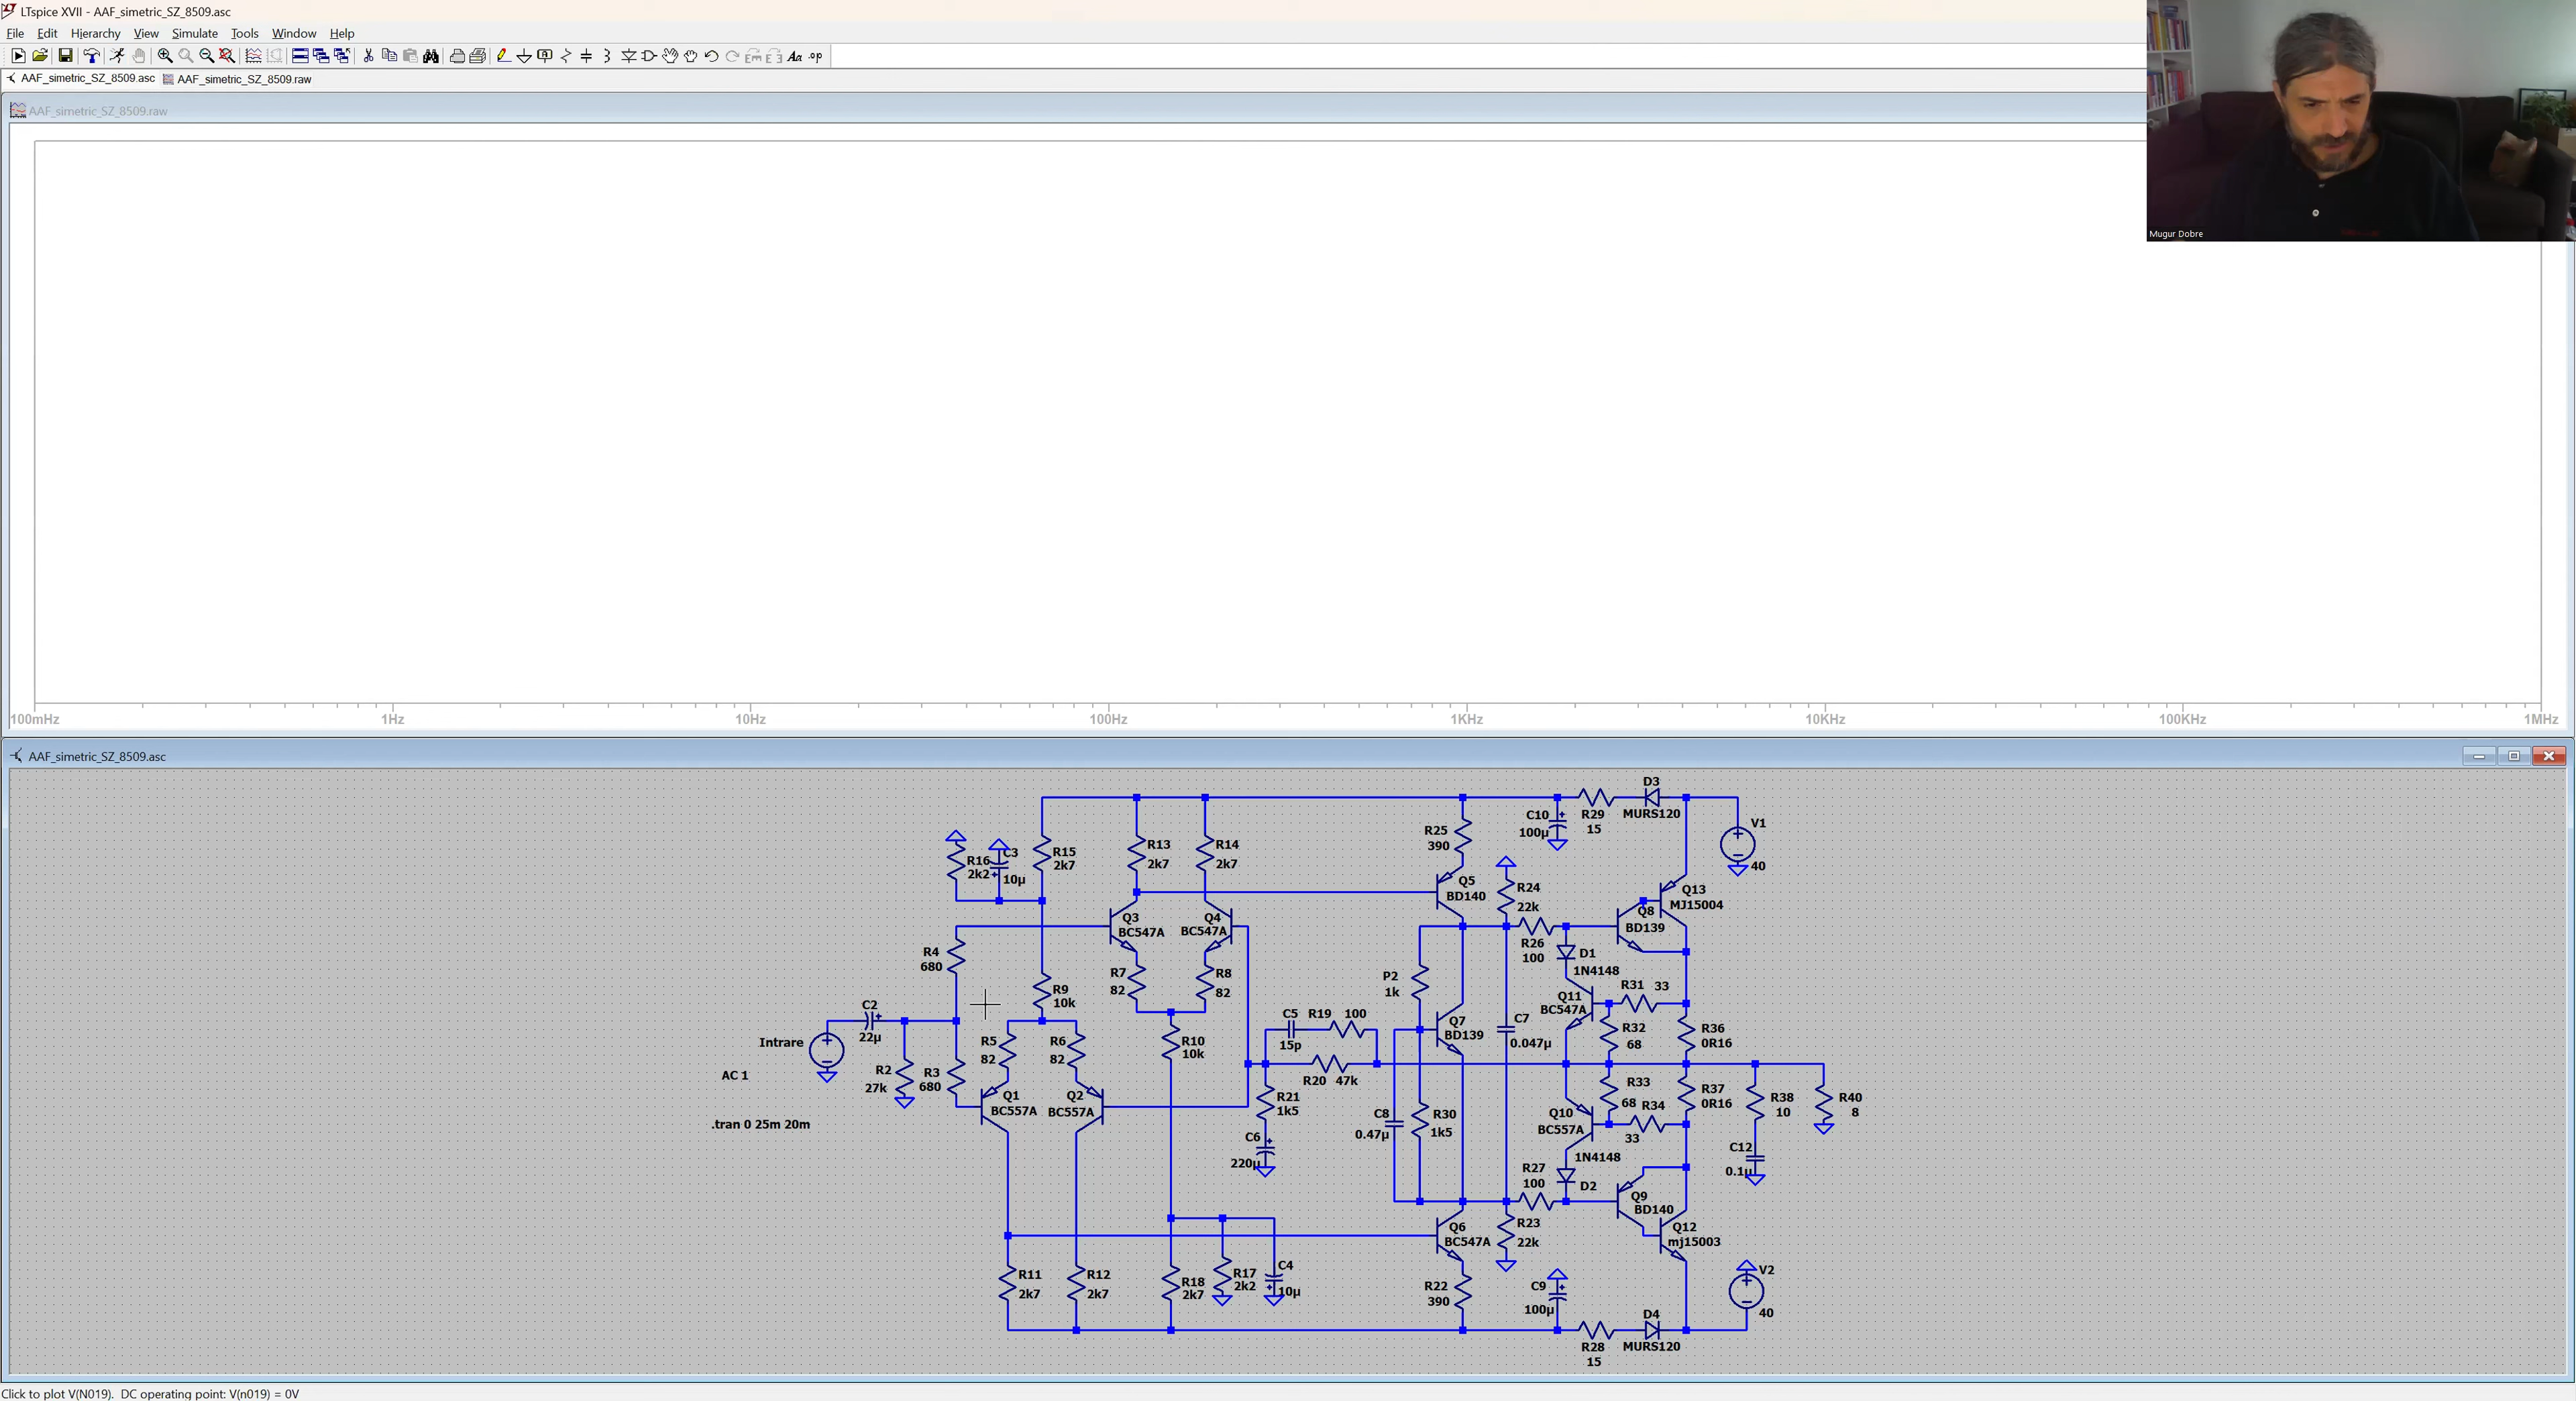 LTspice XVII - AAF_simetric_SZ_8509.asc
File Edit Hierarchy View Simulate Tools Window Help
AAF_simetric_SZ_8509.asc AAF_simetric_SZ_8509.raw
AAF_simetric_SZ_8509.raw
Mugur Dobre
100mHz 1Hz 10Hz 100Hz 1KHz 10KHz 100KHz 1MHz
AAF_simetric_SZ_8509.asc
D3
MURS120
R29
15
C10
100µ
V1
40
R25
390
R13
2k7
R14
2k7
R15
2k7
R16
2k2
C3
10µ
Q5
BD140
R24
22k
Q13
MJ15004
Q8
BD139
Q3
BC547A
Q4
BC547A
R26
100
D1
1N4148
R4
680
R7
82
R8
82
R9
10k
P2
1k
Q11
BC547A
R31 33
C2
22µ
Intrare
AC 1
.tran 0 25m 20m
R2
27k
R3
680
R5
82
R6
82
R10
10k
C5
15p
R19 100
R20 47k
Q7
BD139
C7
0.047µ
R32
68
R36
0R16
Q1
BC557A
Q2
BC557A
R21
1k5
C6
220µ
C8
0.47µ
R30
1k5
R33
68
R34
33
R37
0R16
Q10
BC557A
R38
10
R40
8
C12
0.1µ
1N4148
D2
R27
100
Q9
BD140
Q6
BC547A
R23
22k
Q12
mj15003
R11
2k7
R12
2k7
R18
2k7
R17
2k2
C4
10µ
R22
390
C9
100µ
V2
40
D4
MURS120
R28
15
Click to plot V(N019). DC operating point: V(n019) = 0V